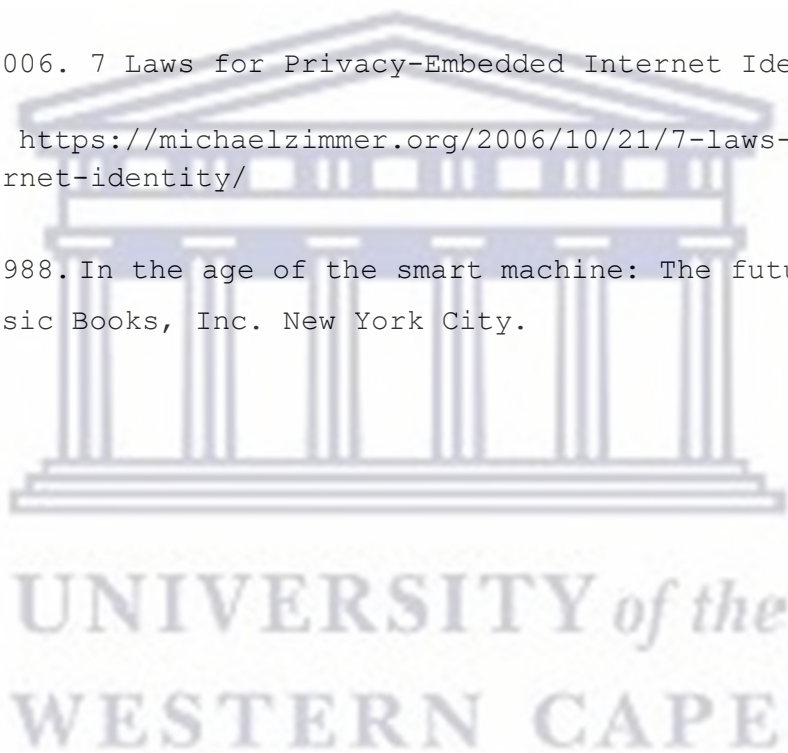 006. 7 Laws for Privacy-Embedded Internet Ide
https://michaelzimmer.org/2006/10/21/7-laws-
rnet-identity/
988. In the age of the smart machine: The futu
sic Books, Inc. New York City.
UNIVERSITY of the
WESTERN CAPE